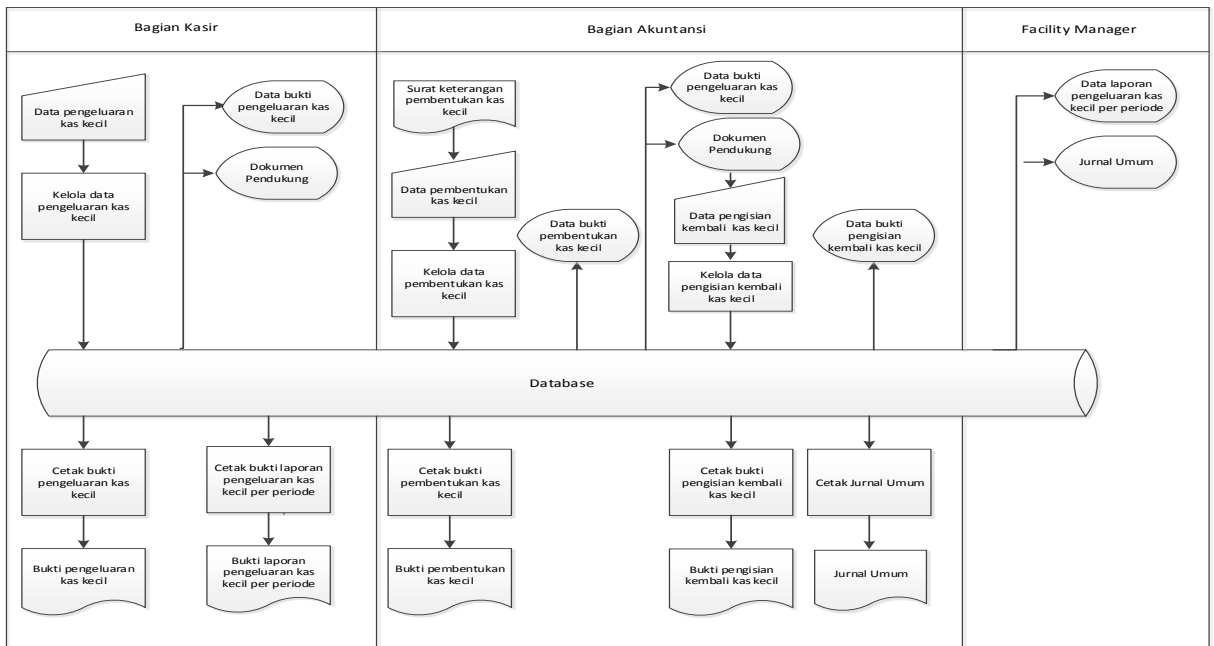 Bagian Kasir
Bagian Akuntansi
Facility Manager
Data pengeluaran
kas kecil
Kelola data
pengeluaran kas
kecil
Data bukti
pengeluaran kas
kecil
Dokumen
Pendukung
Surat keterangan
pembentukan kas
kecil
Data pembentukan
kas kecil
Kelola data
pembentukan kas
kecil
Data bukti
pembentukan
kas kecil
Data bukti
pengeluaran kas
kecil
Dokumen
Pendukung
Data pengisian
kembali kas kecil
Kelola data
pengisian kembali
kas kecil
Data bukti
pengisian
kembali kas kecil
Data laporan
pengeluaran kas
kecil per periode
Jurnal Umum
Database
Cetak bukti
pengeluaran kas
kecil
Bukti pengeluaran
kas kecil
Cetak bukti laporan
pengeluaran kas
kecil per periode
Bukti laporan
pengeluaran kas
kecil per periode
Cetak bukti
pembentukan kas
kecil
Bukti pembentukan
kas kecil
Cetak bukti
pengisian kembali
kas kecil
Bukti pengisian
kembali kas kecil
Cetak Jurnal Umum
Jurnal Umum